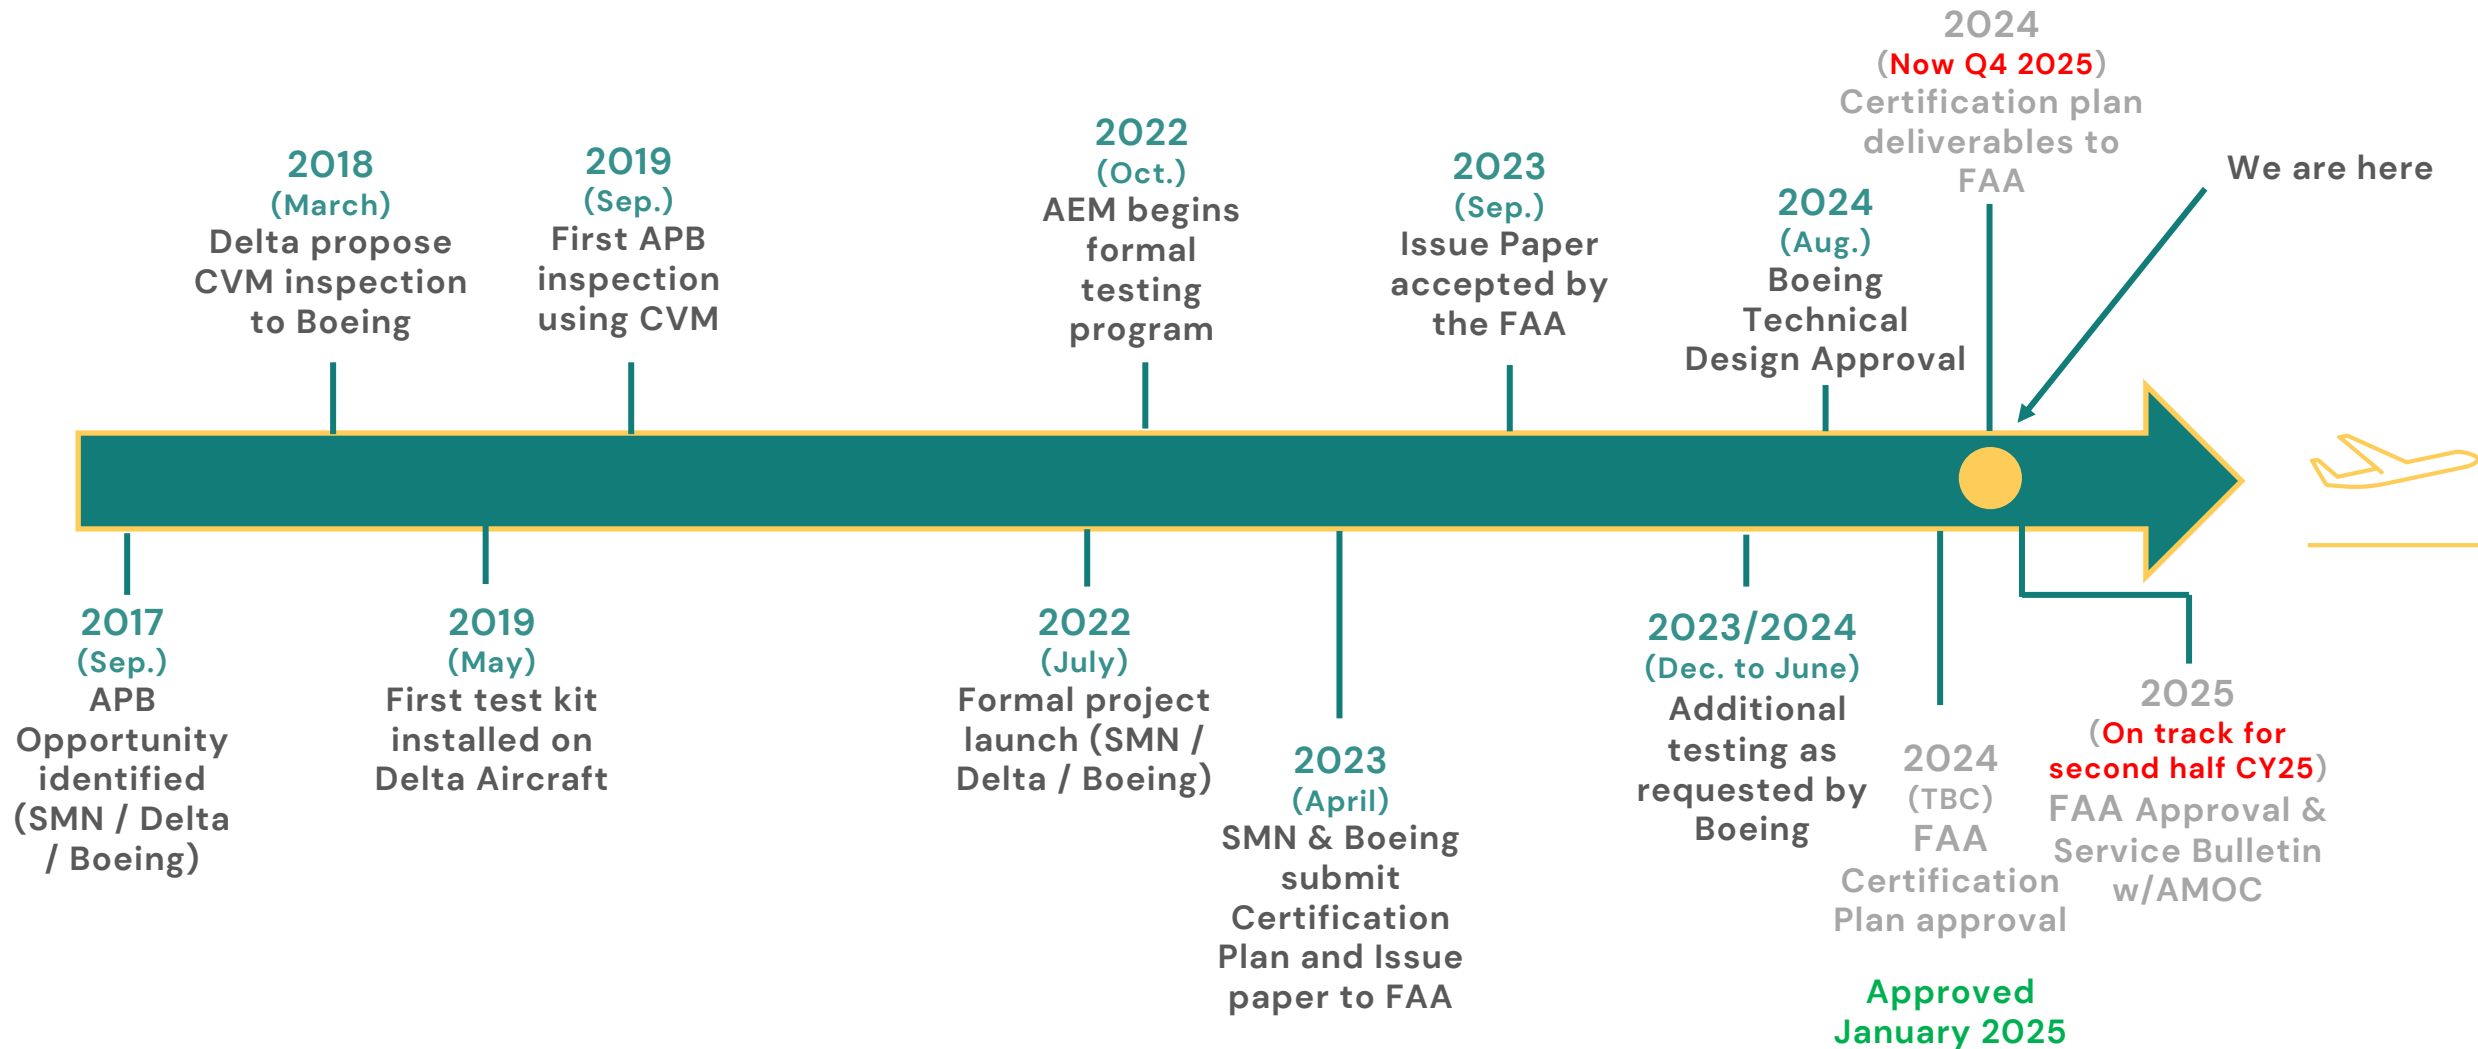 2018
(March)
Delta propose
CVM inspection
to Boeing
2019
(Sep.)
First APB
inspection
using CVM
2022
(Oct.)
AEM begins
formal
testing
program
2023
(Sep.)
Issue Paper
accepted by
the FAA
2024
(Aug.)
Boeing
Technical
Design Approval
2024
(Now Q4 2025)
Certification plan
deliverables to
FAA
We are here
2017
(Sep.)
APB
Opportunity
identified
(SMN / Delta
/ Boeing)
2019
(May)
First test kit
installed on
Delta Aircraft
2022
(July)
Formal project
launch (SMN /
Delta / Boeing)
2023
(April)
SMN & Boeing
submit
Certification
Plan and Issue
paper to FAA
2023/2024
(Dec. to June)
Additional
testing as
requested by
Boeing
2024
(TBC)
FAA
Certification
Plan approval
Approved
January 2025
2025
(On track for
second half CY25)
FAA Approval &
Service Bulletin
w/AMOC